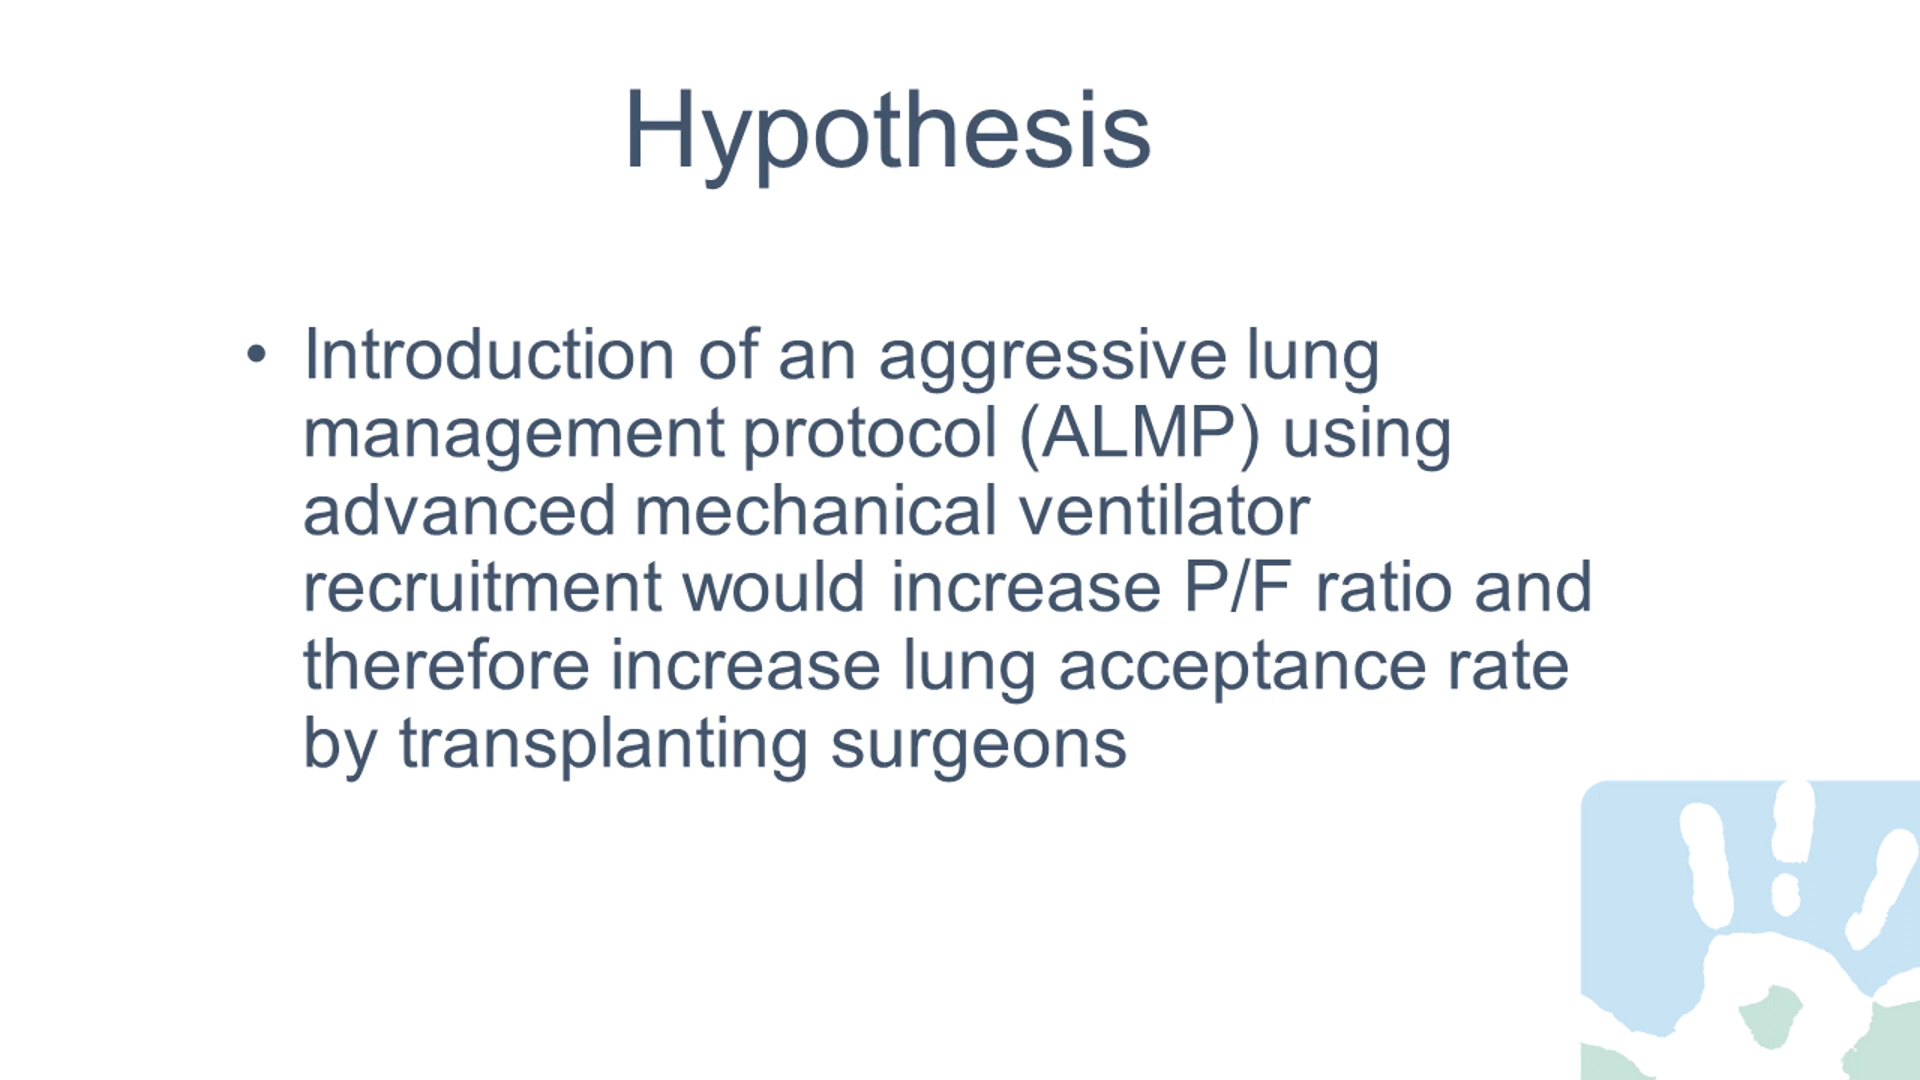 Hypothesis
• Introduction of an aggressive lung
management protocol (ALMP) using
advanced mechanical ventilator
recruitment would increase P/F ratio and
therefore increase lung acceptance rate
by transplanting surgeons